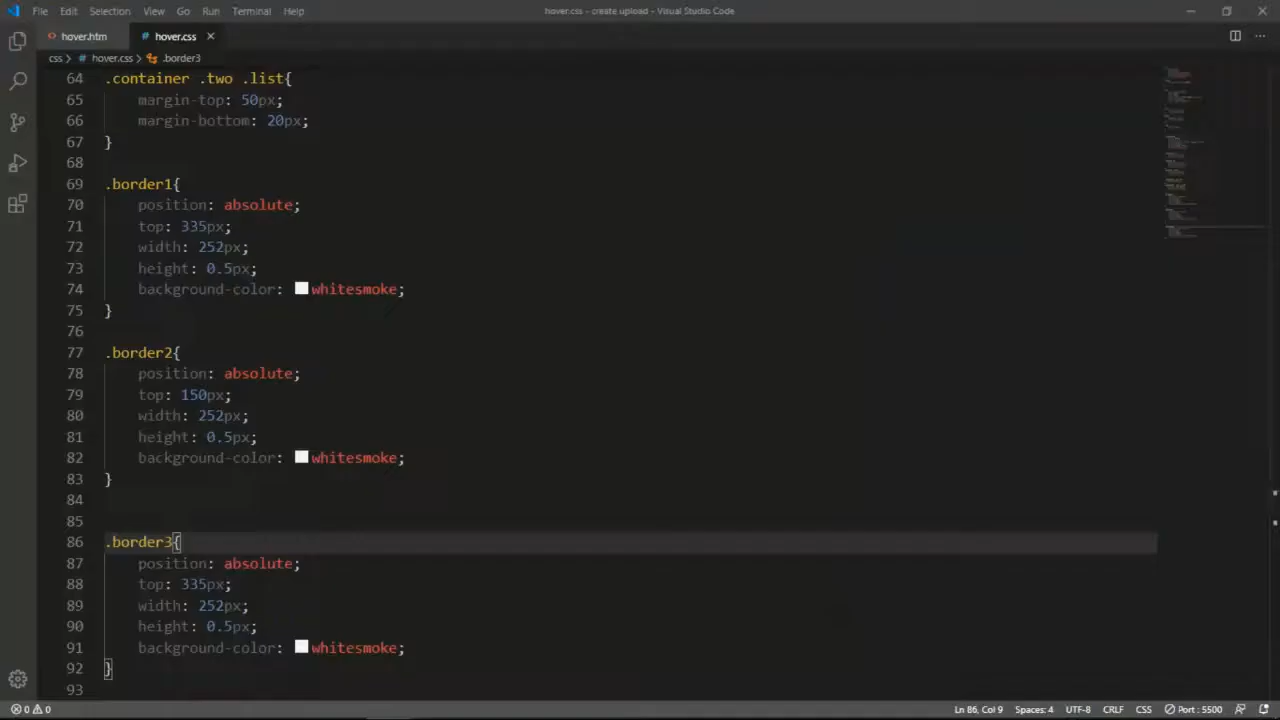 File Edit Selection View Go Run Terminal Help hover.css - create upload - Visual Studio Code
hover.htm hover.css
css > hover.css > .border3
64 .container .two .list{
65 margin-top: 50px;
66 margin-bottom: 20px;
67 }
68
69 .border1{
70 position: absolute;
71 top: 335px;
72 width: 252px;
73 height: 0.5px;
74 background-color: whitesmoke;
75 }
76
77 .border2{
78 position: absolute;
79 top: 150px;
80 width: 252px;
81 height: 0.5px;
82 background-color: whitesmoke;
83 }
84
85
86 .border3{
87 position: absolute;
88 top: 335px;
89 width: 252px;
90 height: 0.5px;
91 background-color: whitesmoke;
92 }
93
0 0 Ln 86, Col 9 Spaces: 4 UTF-8 CRLF CSS Port : 5500